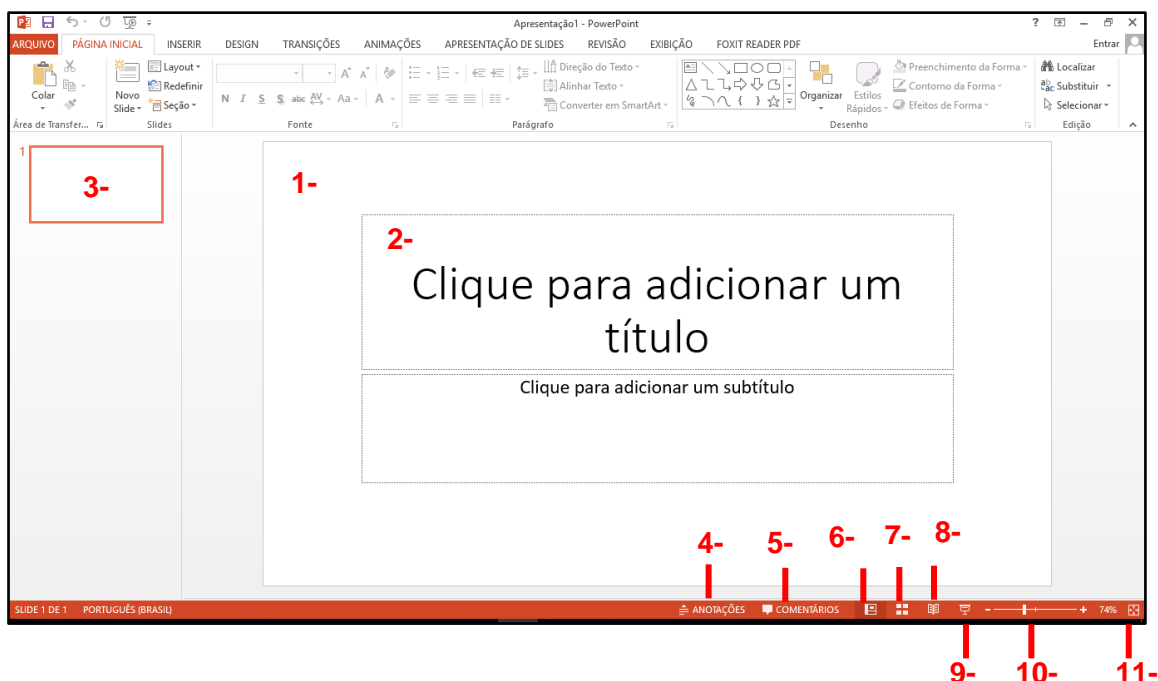 Apresentação1 - PowerPoint
?
ARQUIVO PÁGINA INICIAL INSERIR DESIGN TRANSIÇÕES ANIMAÇÕES APRESENTAÇÃO DE SLIDES REVISÃO EXIBIÇÃO FOXIT READER PDF Entrar
Colar
Novo
Slide
Layout
Redefinir
Seção
N I S S abc AV Aa A
A A
Direção do Texto
Alinhar Texto
Converter em SmartArt
Organizar
Estilos
Rápidos
Preenchimento da Forma
Contorno da Forma
Efeitos de Forma
Localizar
Substituir
Selecionar
Área de Transfer... Slides Fonte Parágrafo Desenho Edição
1
3-
1-
2-
Clique para adicionar um
título
Clique para adicionar um subtítulo
4- 5- 6- 7- 8-
SLIDE 1 DE 1 PORTUGUÊS (BRASIL) ANOTAÇÕES COMENTÁRIOS - + 74%
9- 10- 11-